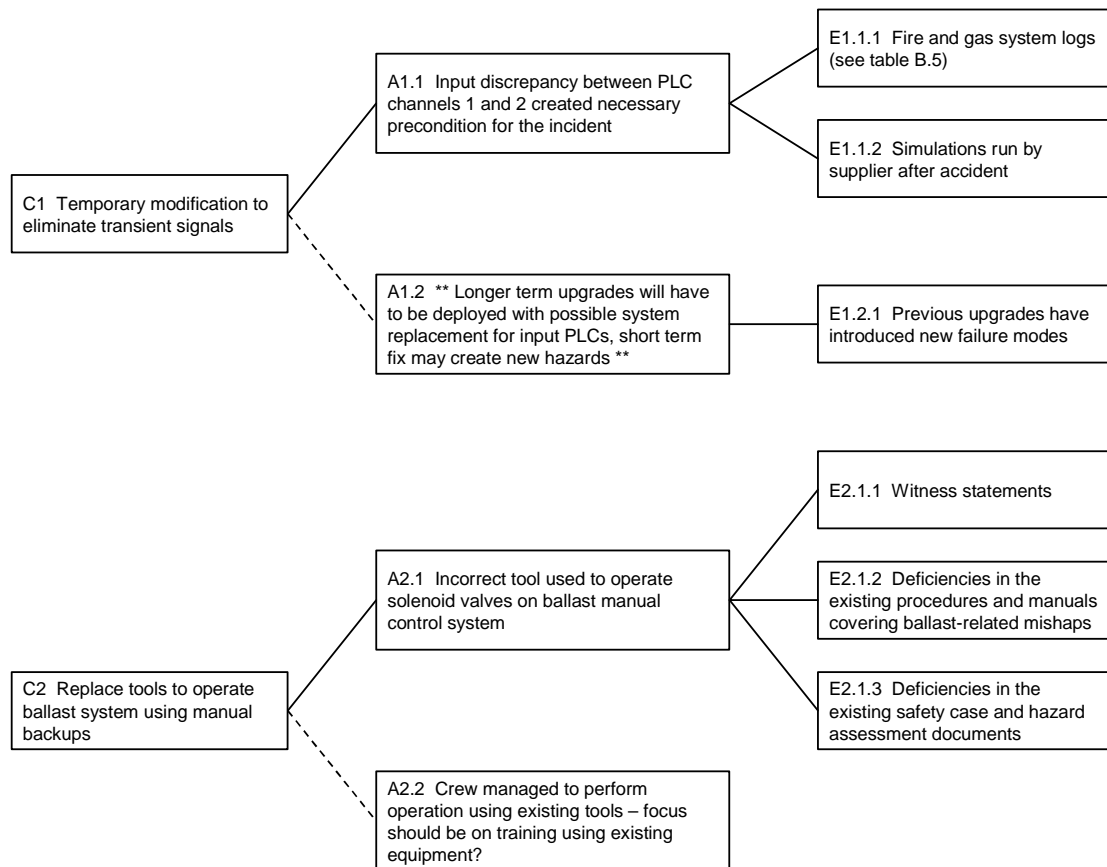 E1.1.1 Fire and gas system logs
(see table B.5)
A1.1 Input discrepancy between PLC
channels 1 and 2 created necessary
precondition for the incident
E1.1.2 Simulations run by
supplier after accident
C1 Temporary modification to
eliminate transient signals
A1.2 ** Longer term upgrades will have
to be deployed with possible system
replacement for input PLCs, short term
fix may create new hazards **
E1.2.1 Previous upgrades have
introduced new failure modes
E2.1.1 Witness statements
A2.1 Incorrect tool used to operate
solenoid valves on ballast manual
control system
E2.1.2 Deficiencies in the
existing procedures and manuals
covering ballast-related mishaps
C2 Replace tools to operate
ballast system using manual
backups
E2.1.3 Deficiencies in the
existing safety case and hazard
assessment documents
A2.2 Crew managed to perform
operation using existing tools – focus
should be on training using existing
equipment?